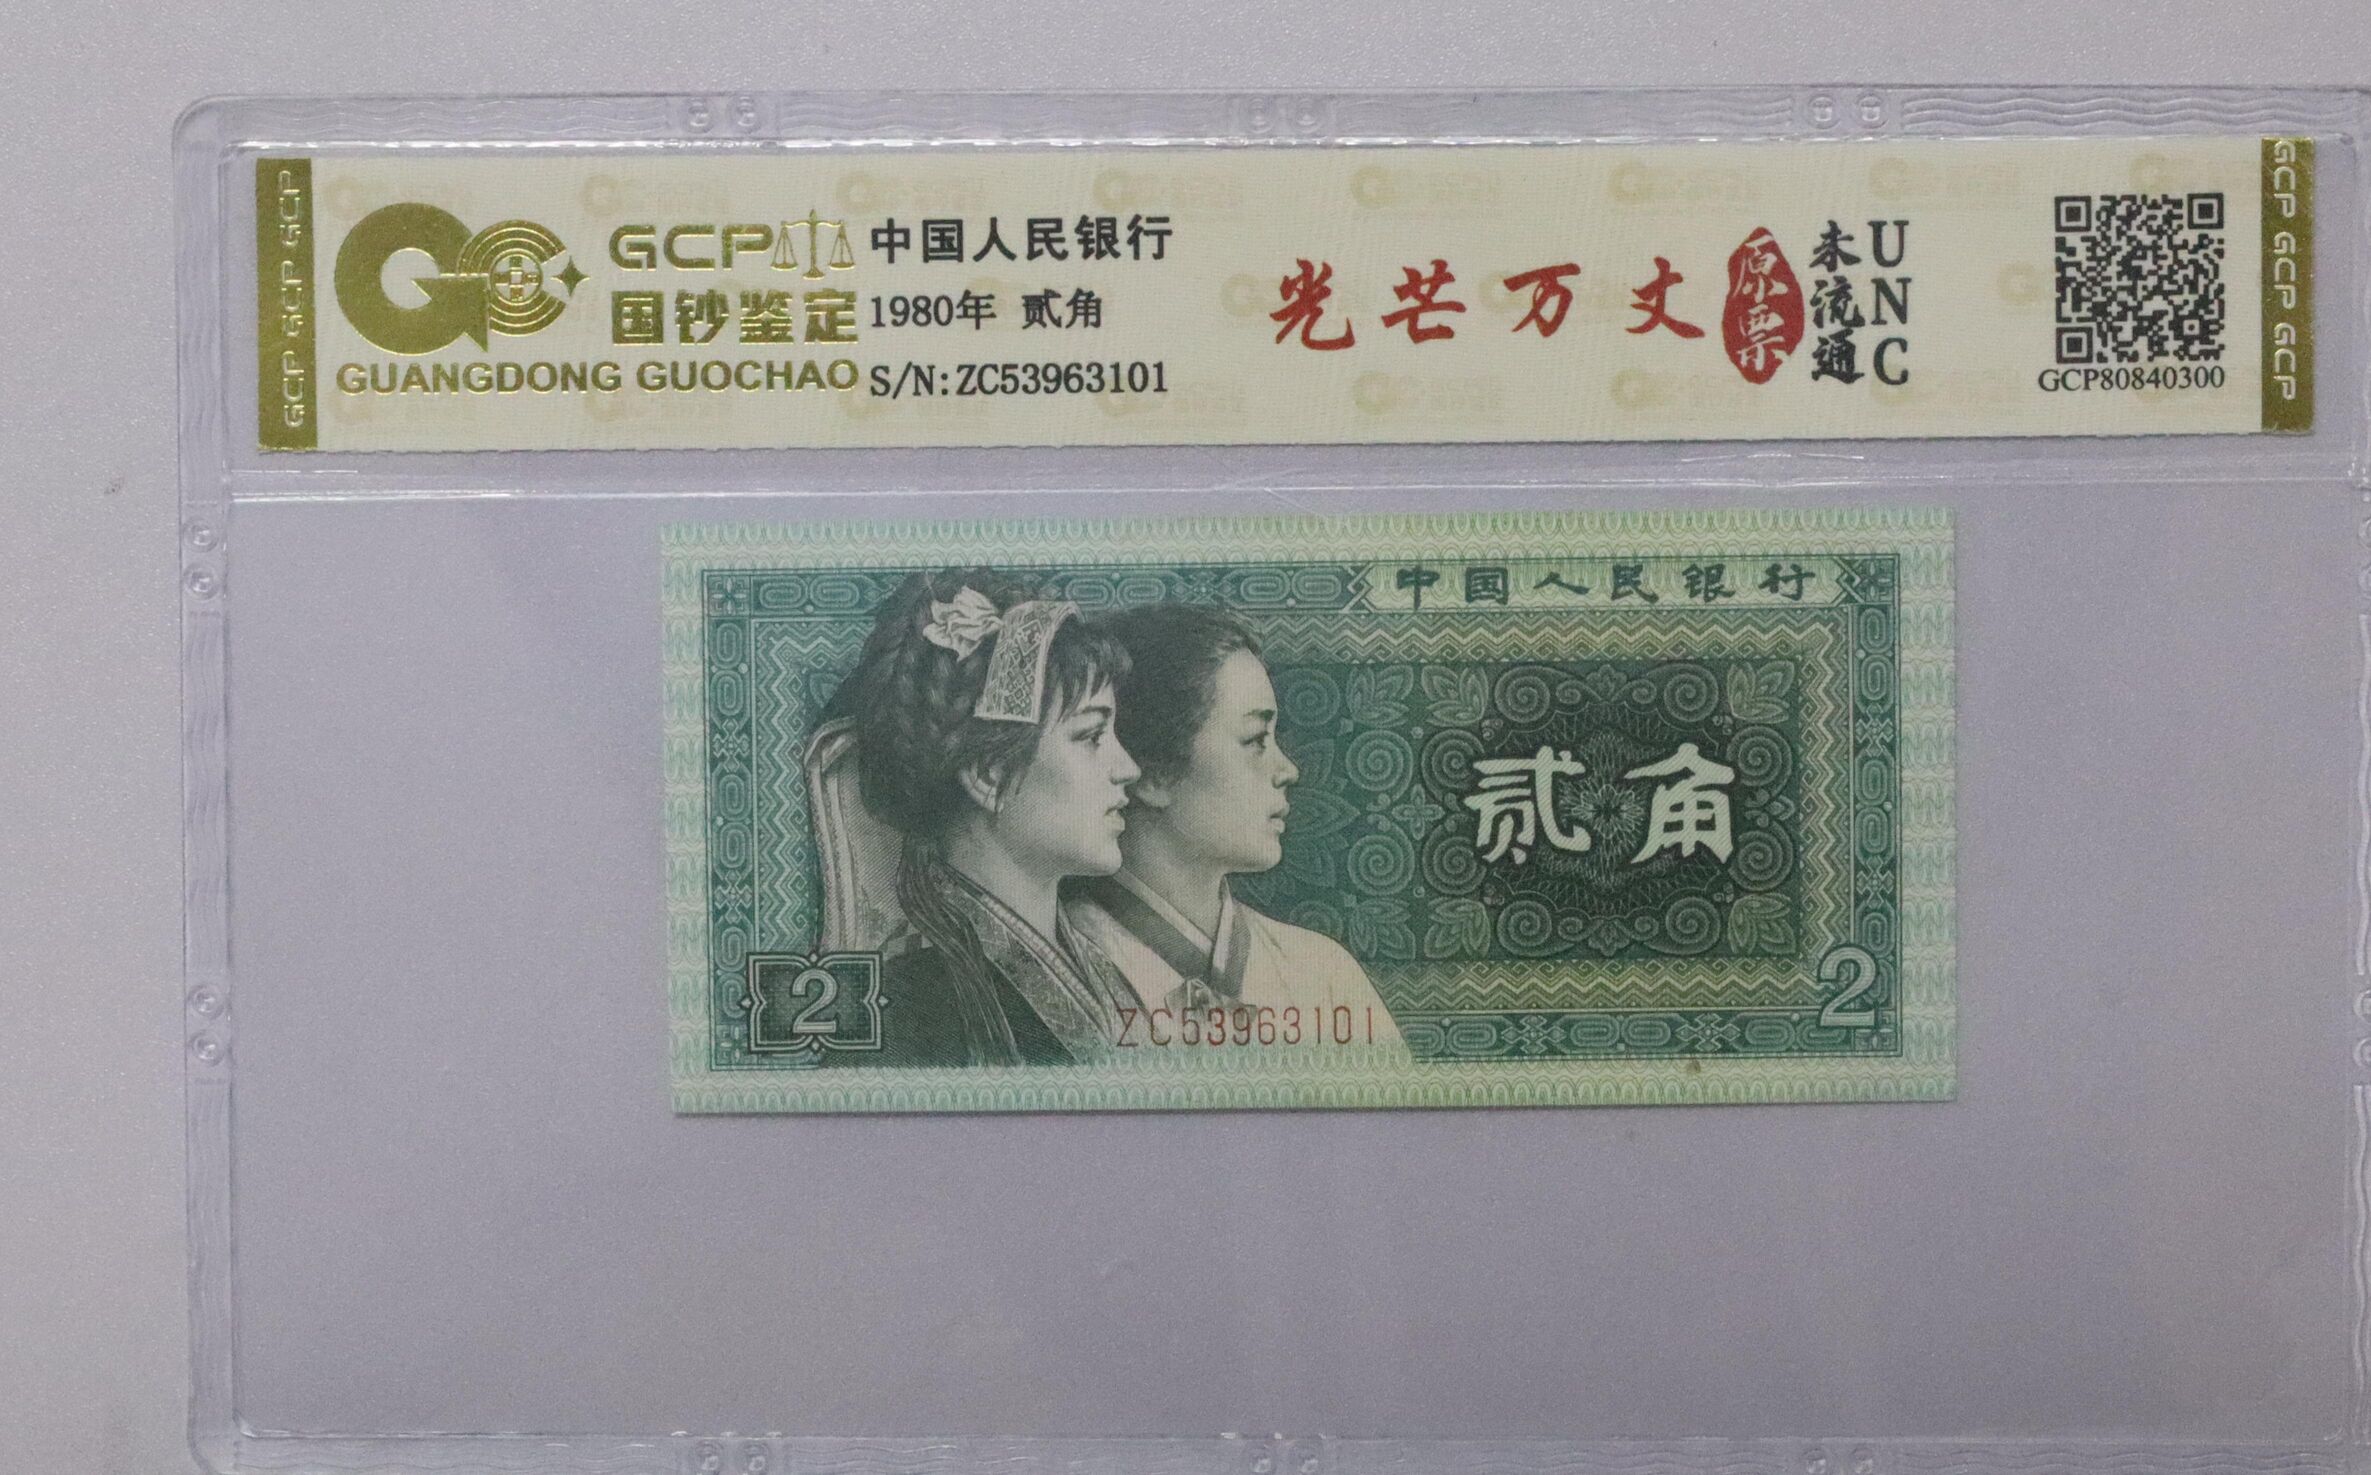 GCP GCP GCP
GCP
国钞鉴定
GUANGDONG GUOCHAO
中国人民银行
1980年 贰角
S/N:ZC53963101
光芒万丈
原票
未流通
UNC
GCP80840300
GCP GCP GCP
中国人民银行
贰角
2
ZC53963101
2